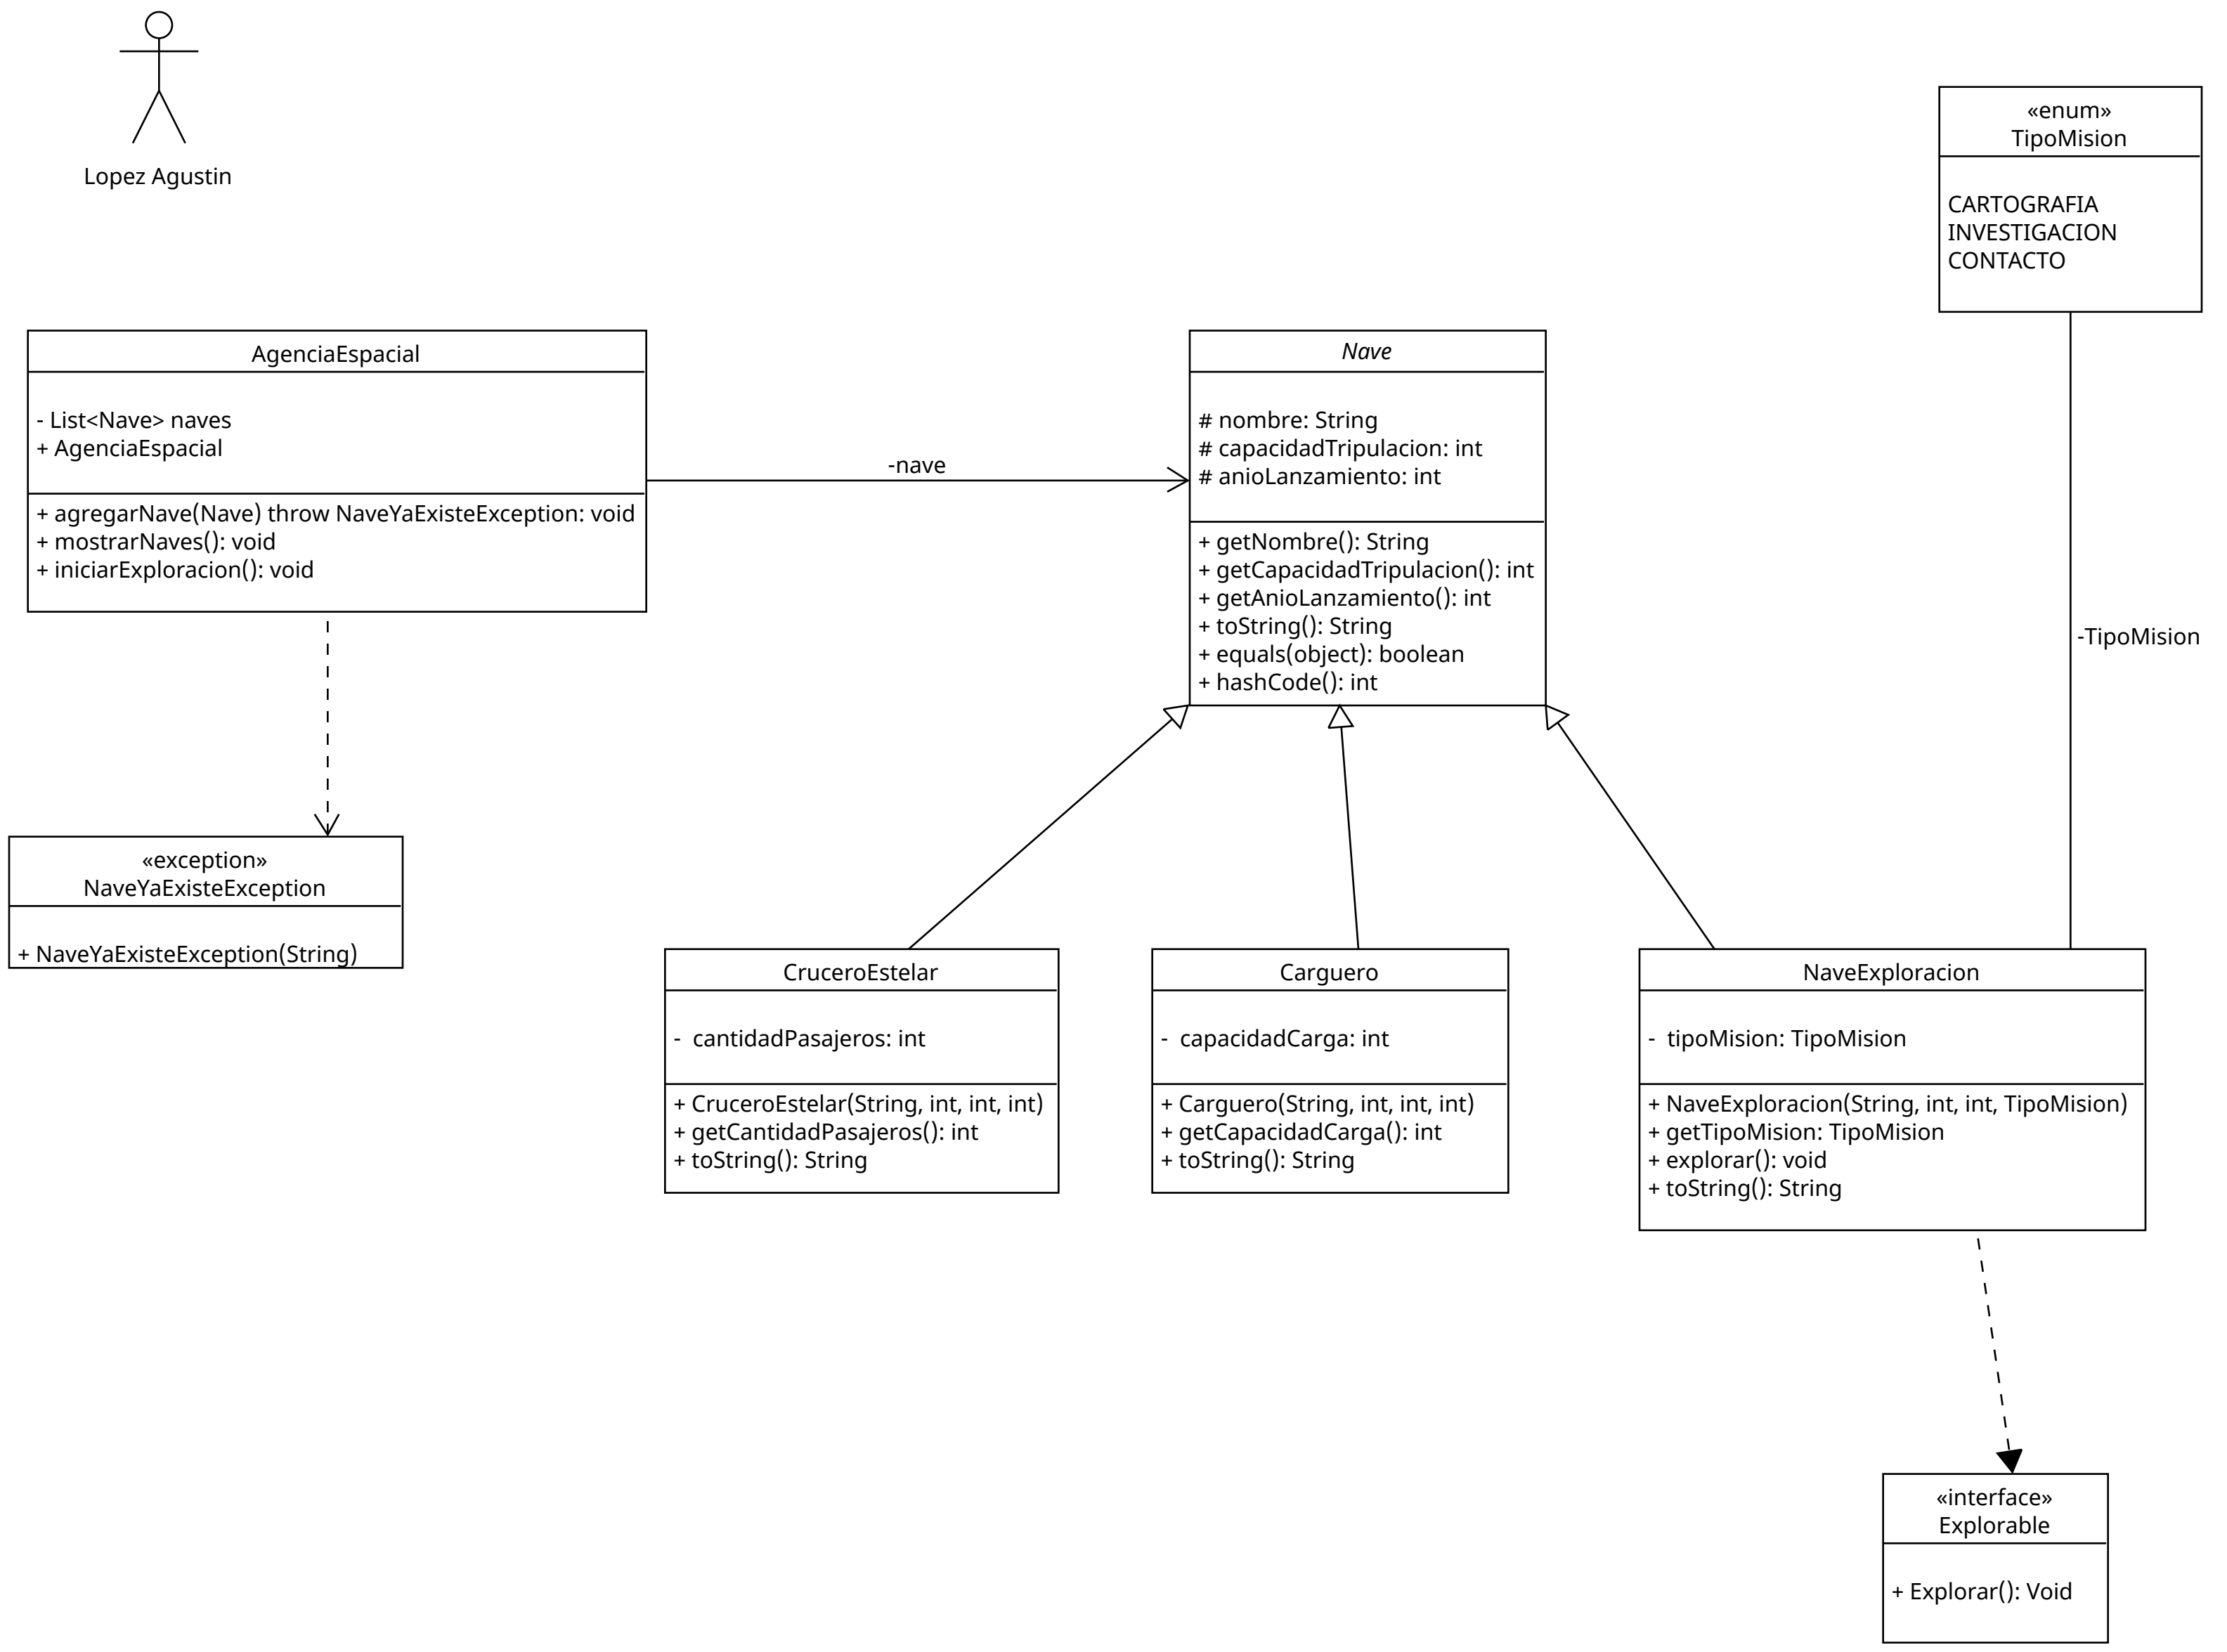 Lopez Agustin
«enum»
TipoMision
CARTOGRAFIA
INVESTIGACION
CONTACTO
AgenciaEspacial
- List<Nave> naves
+ AgenciaEspacial
+ agregarNave(Nave) throw NaveYaExisteException: void
+ mostrarNaves(): void
+ iniciarExploracion(): void
-nave
Nave
# nombre: String
# capacidadTripulacion: int
# anioLanzamiento: int
+ getNombre(): String
+ getCapacidadTripulacion(): int
+ getAnioLanzamiento(): int
+ toString(): String
+ equals(object): boolean
+ hashCode(): int
-TipoMision
«exception»
NaveYaExisteException
+ NaveYaExisteException(String)
CruceroEstelar
- cantidadPasajeros: int
+ CruceroEstelar(String, int, int, int)
+ getCantidadPasajeros(): int
+ toString(): String
Carguero
- capacidadCarga: int
+ Carguero(String, int, int, int)
+ getCapacidadCarga(): int
+ toString(): String
NaveExploracion
- tipoMision: TipoMision
+ NaveExploracion(String, int, int, TipoMision)
+ getTipoMision: TipoMision
+ explorar(): void
+ toString(): String
«interface»
Explorable
+ Explorar(): Void